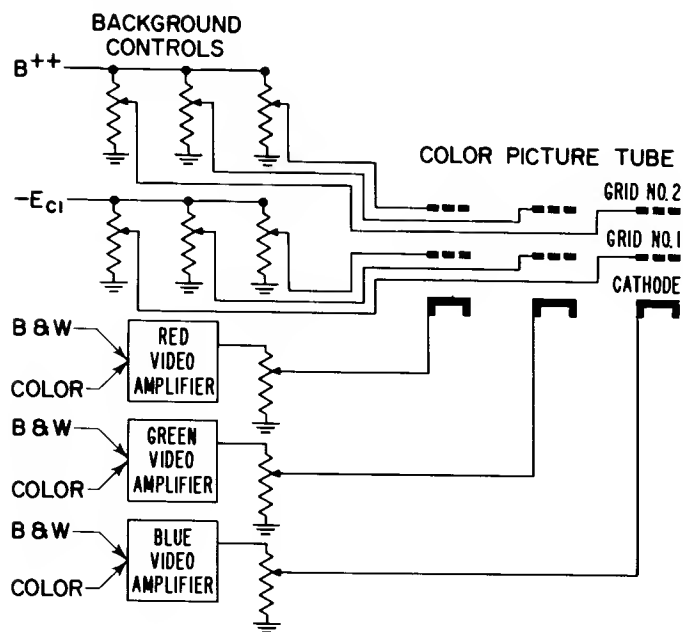 BACKGROUND
CONTROLS
B++
COLOR PICTURE TUBE
GRID NO.2
-EC1
GRID NO.1
CATHODE
B & W
COLOR
RED
VIDEO
AMPLIFIER
B & W
COLOR
GREEN
VIDEO
AMPLIFIER
B & W
COLOR
BLUE
VIDEO
AMPLIFIER